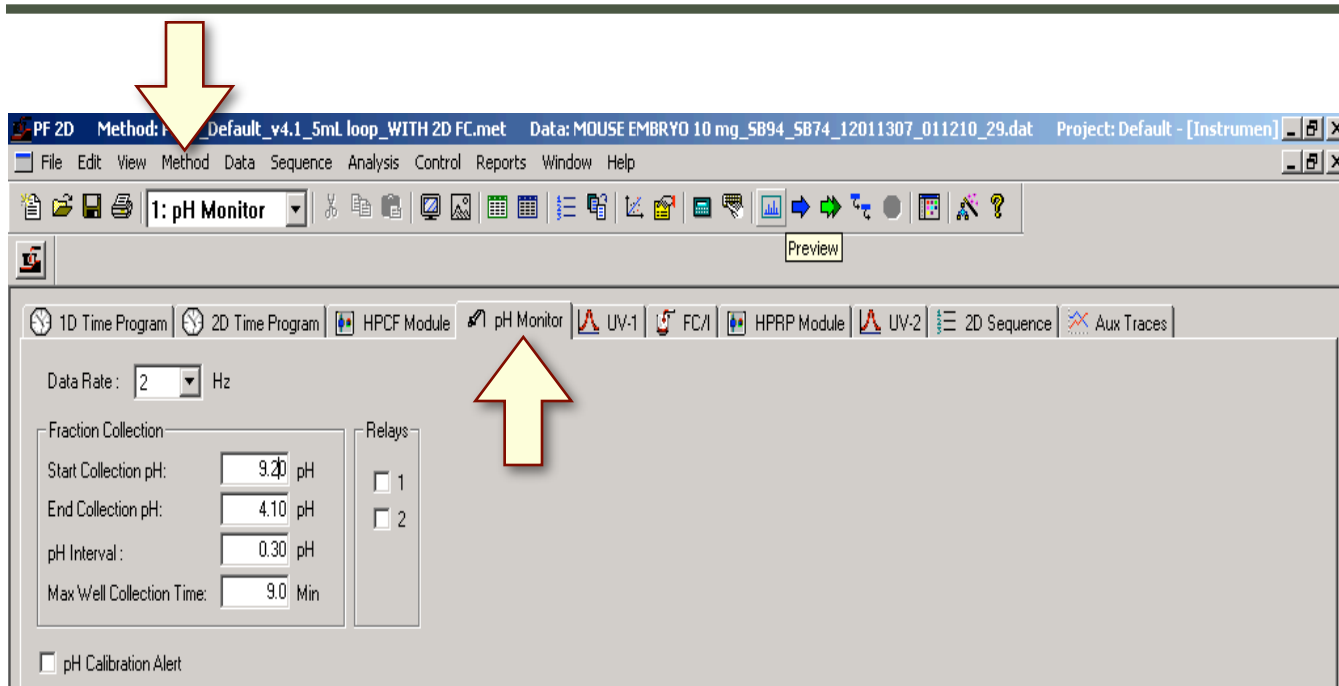 PF 2D Method: _Default_v4.1_5mL loop_WITH 2D FC.met Data: MOUSE EMBRYO 10 mg_SB94_SB74_12011307_011210_29.dat Project: Default - [Instrumen]
File Edit View Method Data Sequence Analysis Control Reports Window Help
1: pH Monitor
Preview
1D Time Program 2D Time Program HPCF Module pH Monitor UV-1 FC/I HPRP Module UV-2 2D Sequence Aux Traces
Data Rate : 2 Hz
Fraction Collection
Start Collection pH: 9.20 pH
End Collection pH: 4.10 pH
pH Interval : 0.30 pH
Max Well Collection Time: 9.0 Min
Relays
1
2
pH Calibration Alert